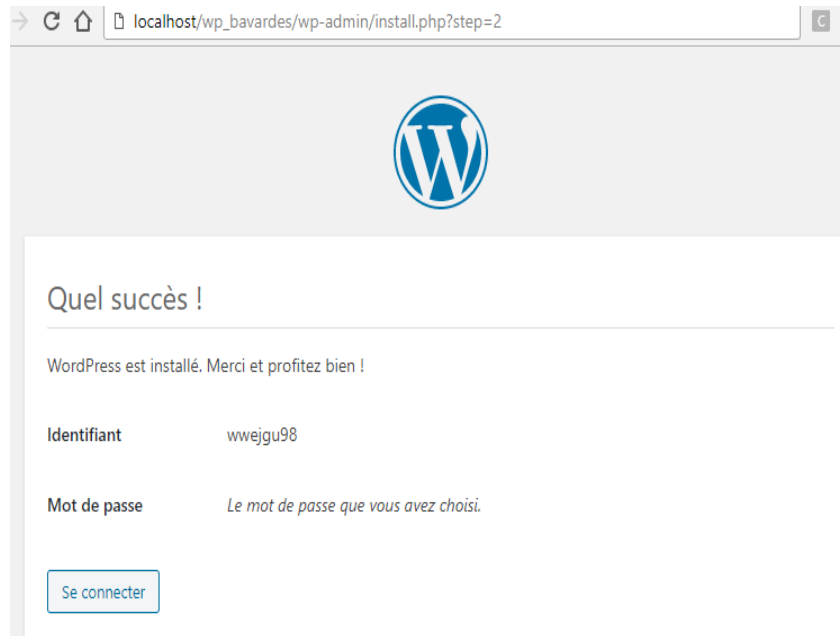 localhost/wp_bavardes/wp-admin/install.php?step=2
C
W
Quel succès !
WordPress est installé. Merci et profitez bien !
Identifiant wwejgu98
Mot de passe Le mot de passe que vous avez choisi.
Se connecter